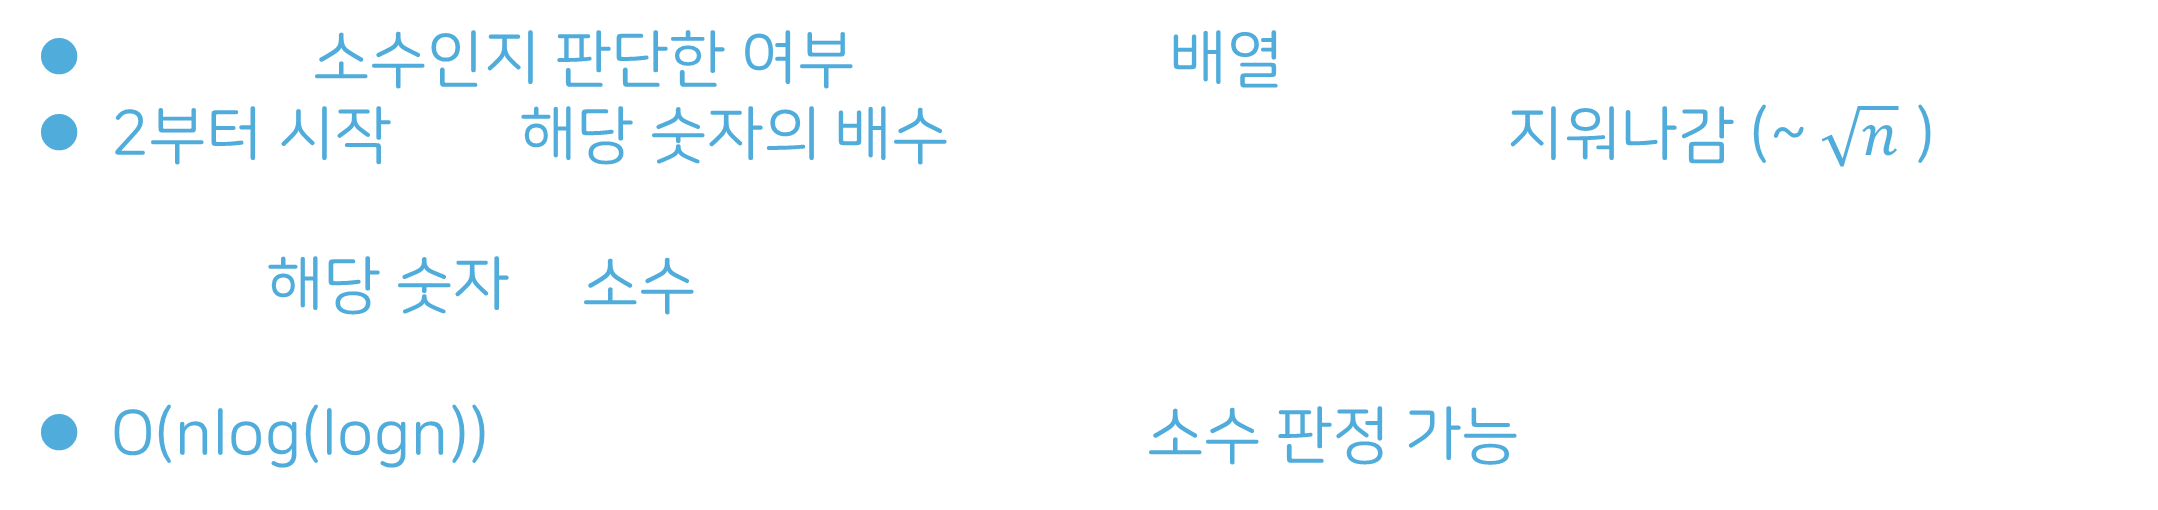 ● 소수인지 판단한 여부 배열
● 2부터 시작 해당 숫자의 배수 지워나감 (~ √n )
해당 숫자 소수
● O(nlog(logn)) 소수 판정 가능